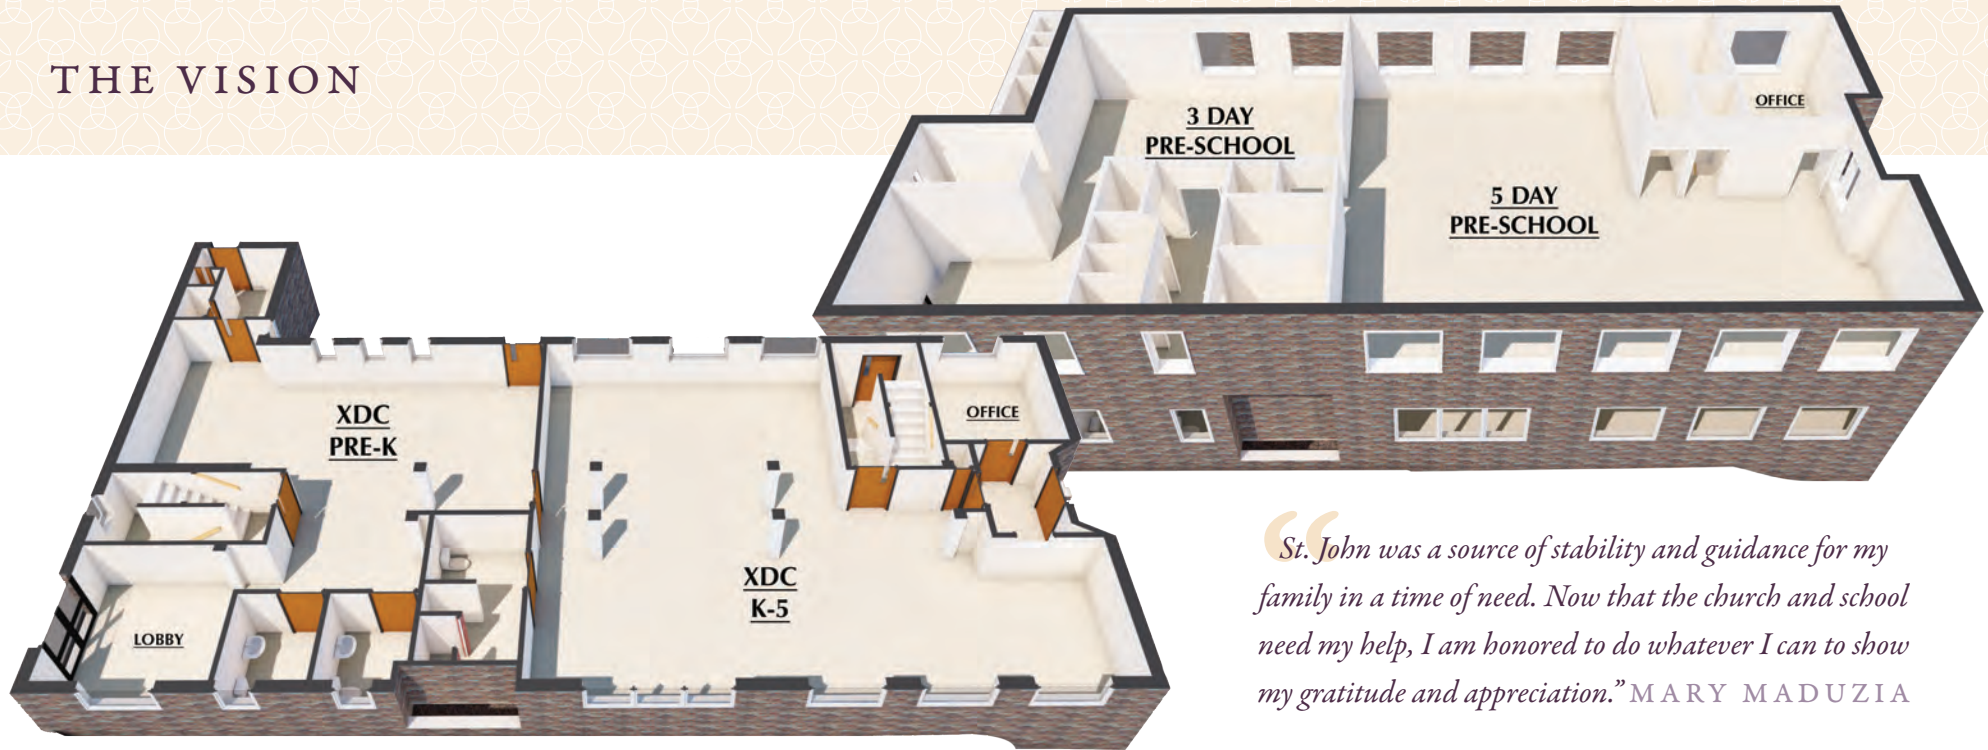 THE VISION
3 DAY
PRE-SCHOOL
OFFICE
5 DAY
PRE-SCHOOL
XDC
PRE-K
OFFICE
XDC
K-5
LOBBY
“St. John was a source of stability and guidance for my
family in a time of need. Now that the church and school
need my help, I am honored to do whatever I can to show
my gratitude and appreciation.” MARY MADUZIA